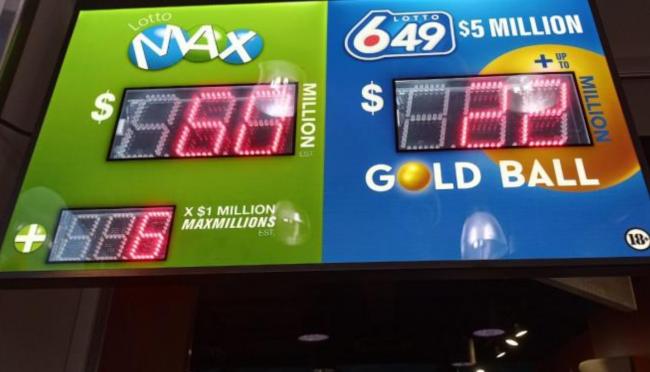 Lotto
MAX
$ 60 MILLION
EST.
+ 6 X $1 MILLION
MAXMILLIONS
EST.
LOTTO
649 $5 MILLION
+ UP TO
$ 22 MILLION
GOLD BALL
18+